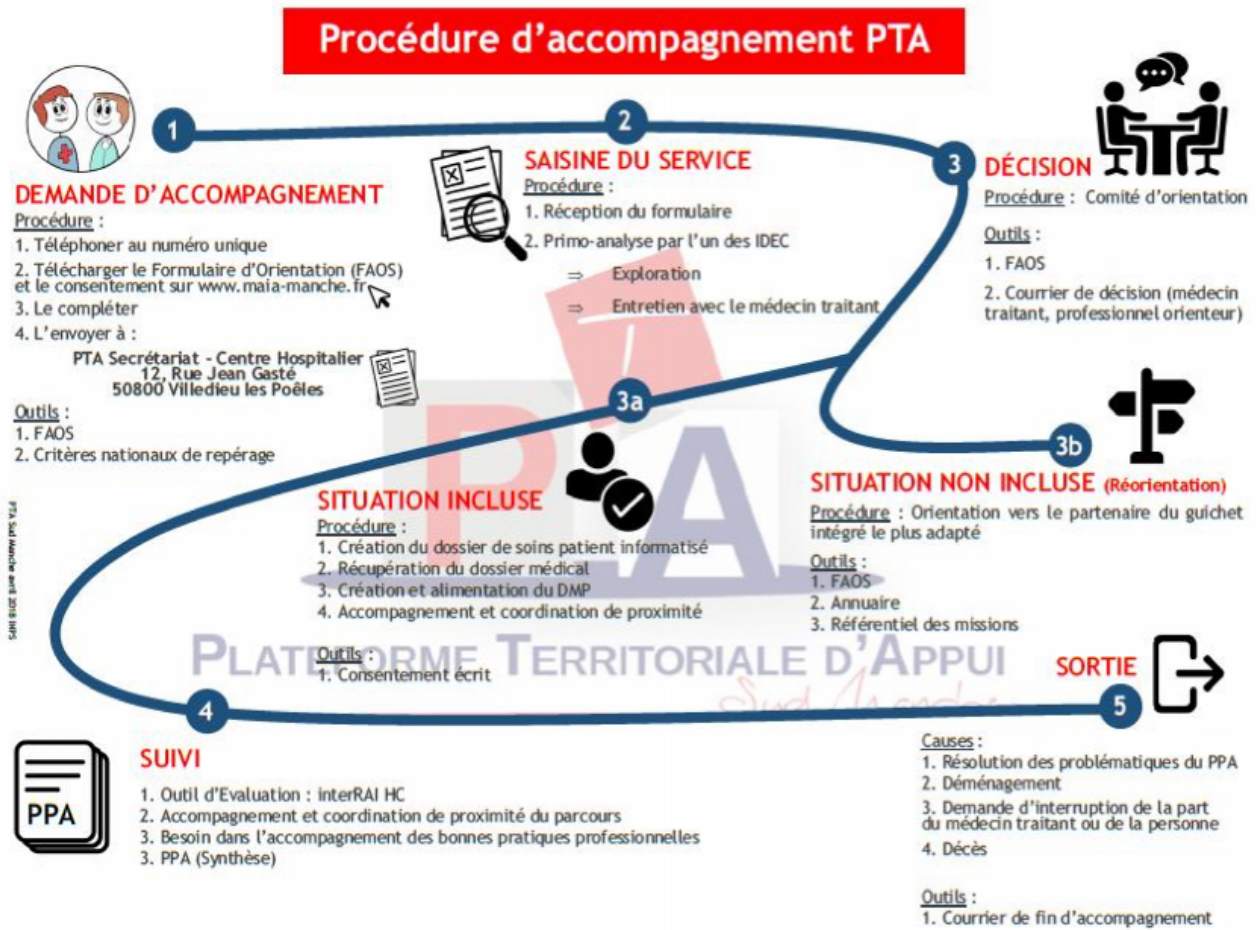 Procédure d'accompagnement PTA
1
DEMANDE D'ACCOMPAGNEMENT
Procédure :
1. Téléphoner au numéro unique
2. Télécharger le Formulaire d'Orientation (FAOS)
et le consentement sur www.maia-manche.fr
3. Le compléter
4. L'envoyer à :
PTA Secrétariat - Centre Hospitalier
12, Rue Jean Gasté
50800 Villedieu les Poêles
Outils :
1. FAOS
2. Critères nationaux de repérage
2
SAISINE DU SERVICE
Procédure :
1. Réception du formulaire
2. Primo-analyse par l'un des IDEC
⇒ Exploration
⇒ Entretien avec le médecin traitant
3
DÉCISION
Procédure : Comité d'orientation
Outils :
1. FAOS
2. Courrier de décision (médecin
traitant, professionnel orienteur)
3a
SITUATION INCLUSE
Procédure :
1. Création du dossier de soins patient informatisé
2. Récupération du dossier médical
3. Création et alimentation du DMP
4. Accompagnement et coordination de proximité
Outils :
1. Consentement écrit
3b
SITUATION NON INCLUSE (Réorientation)
Procédure : Orientation vers le partenaire du guichet
intégré le plus adapté
Outils :
1. FAOS
2. Annuaire
3. Référentiel des missions
PTA
PLATEFORME TERRITORIALE D'APPUI
Sud Manche
4
PPA
SUIVI
1. Outil d'Evaluation : interRAI HC
2. Accompagnement et coordination de proximité du parcours
3. Besoin dans l'accompagnement des bonnes pratiques professionnelles
3. PPA (Synthèse)
SORTIE
5
Causes :
1. Résolution des problématiques du PPA
2. Déménagement
3. Demande d'interruption de la part
du médecin traitant ou de la personne
4. Décès
Outils :
1. Courrier de fin d'accompagnement
PTA Sud Manche avril 2018